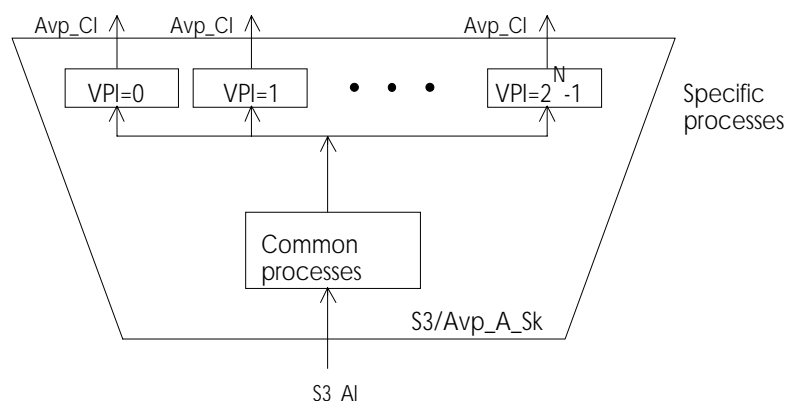 Avp_CI Avp_CI Avp_CI
VPI=0 VPI=1 • • • VPI=2^N-1
Specific
processes
Common
processes
S3/Avp_A_Sk
S3_AI